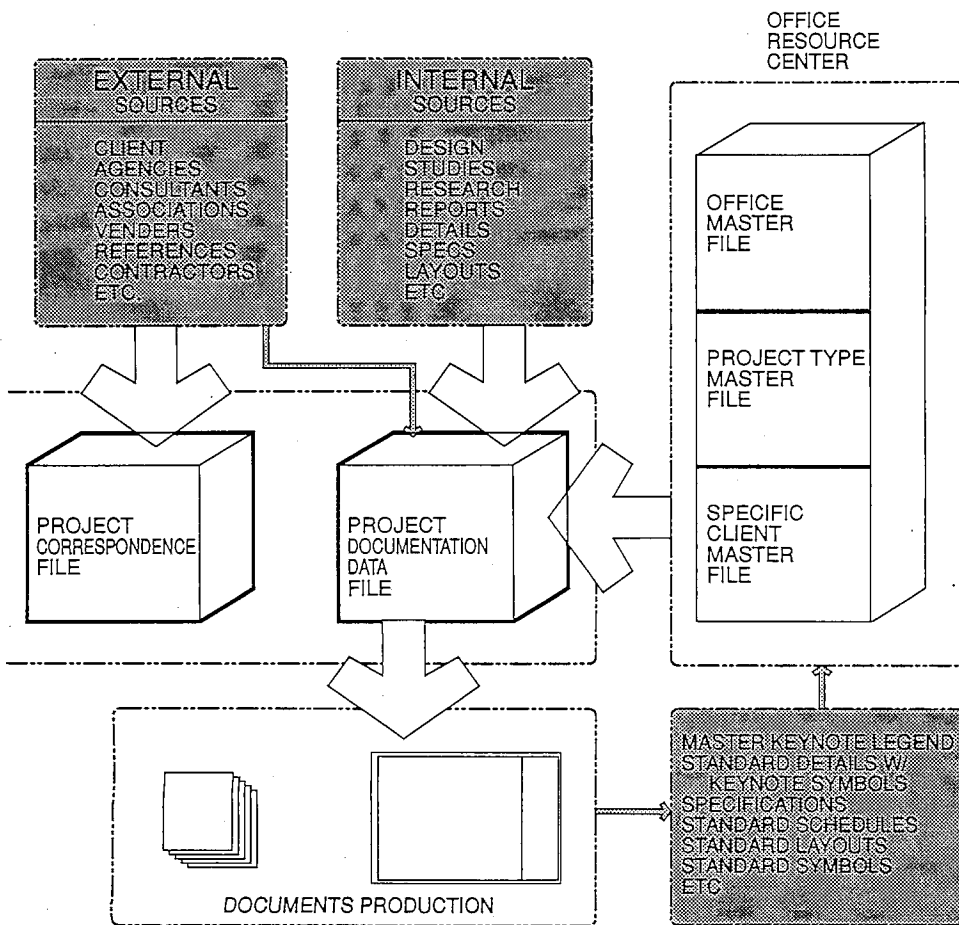 OFFICE
RESOURCE
CENTER
EXTERNAL
SOURCES
CLIENT
AGENCIES
CONSULTANTS
ASSOCIATIONS
VENDERS
REFERENCES
CONTRACTORS
ETC.
INTERNAL
SOURCES
DESIGN
STUDIES
RESEARCH
REPORTS
DETAILS
SPECS
LAYOUTS
ETC
OFFICE
MASTER
FILE
PROJECT TYPE
MASTER
FILE
SPECIFIC
CLIENT
MASTER
FILE
PROJECT
CORRESPONDENCE
FILE
PROJECT
DOCUMENTATION
DATA
FILE
MASTER KEYNOTE LEGEND
STANDARD DETAILS W/
KEYNOTE SYMBOLS
SPECIFICATIONS
STANDARD SCHEDULES
STANDARD LAYOUTS
STANDARD SYMBOLS
ETC
DOCUMENTS PRODUCTION